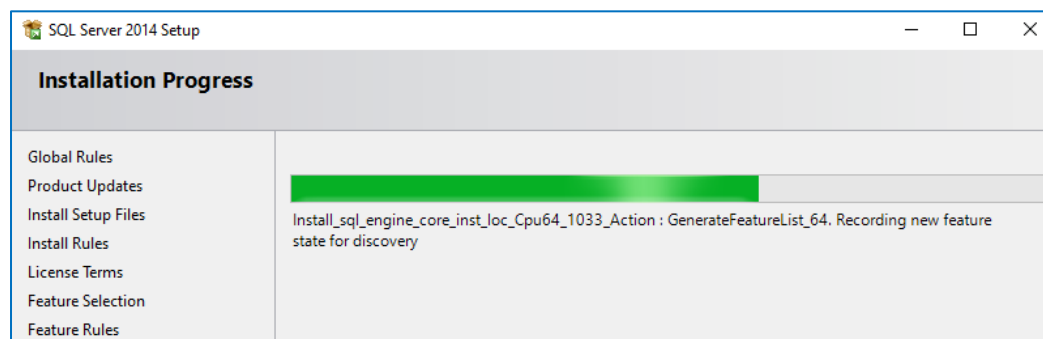 SQL Server 2014 Setup
Installation Progress
Global Rules
Product Updates
Install Setup Files
Install Rules
License Terms
Feature Selection
Feature Rules
Install_sql_engine_core_inst_loc_Cpu64_1033_Action : GenerateFeatureList_64. Recording new feature
state for discovery